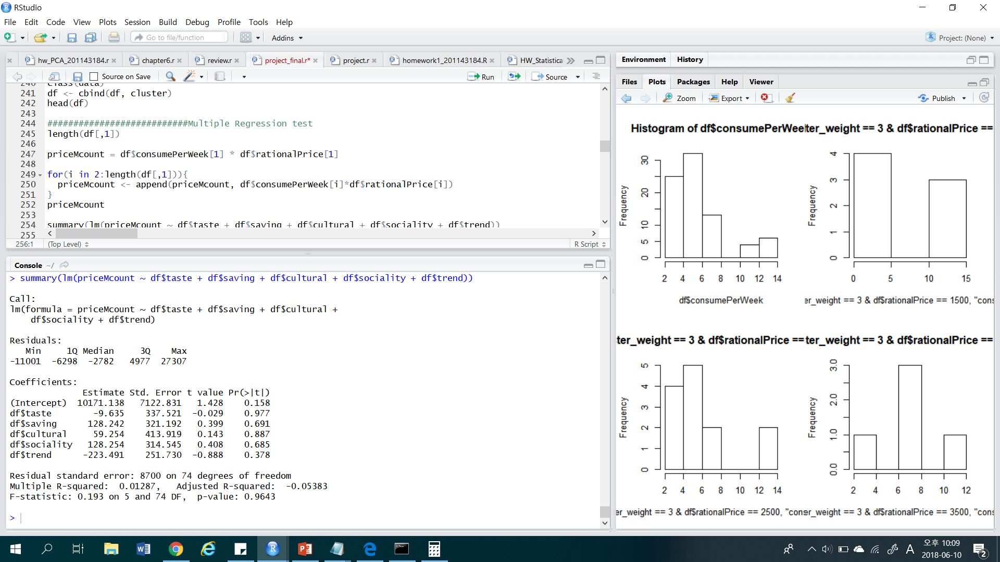 RStudio
File Edit Code View Plots Session Build Debug Profile Tools Help
Go to file/function Addins Project: (None)
hw_PCA_201143184.r chapter6.r review.r project_final.r* project.r homework1_201143184.R HW_Statistica
Source on Save Run Source
240 class(data)
241 df <- cbind(df, cluster)
242 head(df)
243
244 ###########################Multiple Regression test
245 length(df[,1])
246
247 priceMcount = df$consumePerWeek[1] * df$rationalPrice[1]
248
249 for(i in 2:length(df[,1])){
250 priceMcount <- append(priceMcount, df$consumePerWeek[i]*df$rationalPrice[i])
251 }
252 priceMcount
253
254 summary(lm(priceMcount ~ df$taste + df$saving + df$cultural + df$sociality + df$trend))
255
256:1 (Top Level) R Script
Console ~/
> summary(lm(priceMcount ~ df$taste + df$saving + df$cultural + df$sociality + df$trend))
Call:
lm(formula = priceMcount ~ df$taste + df$saving + df$cultural +
df$sociality + df$trend)
Residuals:
Min 1Q Median 3Q Max
-11001 -6298 -2782 4977 27307
Coefficients:
Estimate Std. Error t value Pr(>|t|)
(Intercept) 10171.138 7122.831 1.428 0.158
df$taste -9.635 337.521 -0.029 0.977
df$saving 128.242 321.192 0.399 0.691
df$cultural 59.254 413.919 0.143 0.887
df$sociality 128.254 314.545 0.408 0.685
df$trend -223.491 251.730 -0.888 0.378
Residual standard error: 8700 on 74 degrees of freedom
Multiple R-squared: 0.01287, Adjusted R-squared: -0.05383
F-statistic: 0.193 on 5 and 74 DF, p-value: 0.9643
>
Environment History
Files Plots Packages Help Viewer
Zoom Export Publish
Histogram of df$consumePerWeek
ter_weight == 3 & df$rationalPrice ==
Frequency
0 5 10 20 30
2 4 6 8 10 12 14
df$consumePerWeek
Frequency
0 1 2 3 4
0 5 10 15
er_weight == 3 & df$rationalPrice == 1500, "cons
ter_weight == 3 & df$rationalPrice ==
ter_weight == 3 & df$rationalPrice ==
Frequency
0 1 2 3 4 5
2 4 6 8 10 12 14
er_weight == 3 & df$rationalPrice == 2500, "cons
Frequency
0.0 1.0 2.0 3.0
2 4 6 8 10 12
er_weight == 3 & df$rationalPrice == 3500, "cons
A
오후 10:09
2018-06-10
2